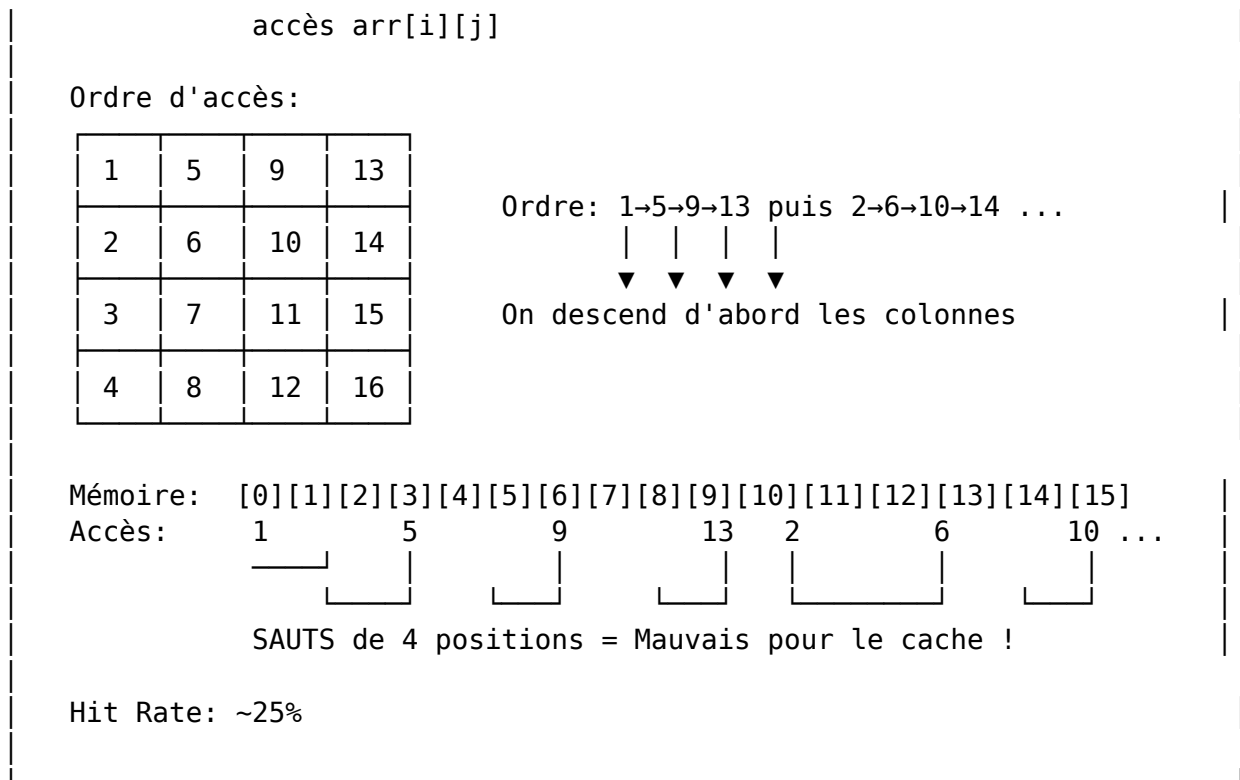 accès arr[i][j]
Ordre d'accès:
1 5 9 13
Ordre: 1→5→9→13 puis 2→6→10→14 ...
2 6 10 14
3 7 11 15
On descend d'abord les colonnes
4 8 12 16
Mémoire: [0][1][2][3][4][5][6][7][8][9][10][11][12][13][14][15]
Accès: 1 5 9 13 2 6 10 ...
SAUTS de 4 positions = Mauvais pour le cache !
Hit Rate: ~25%